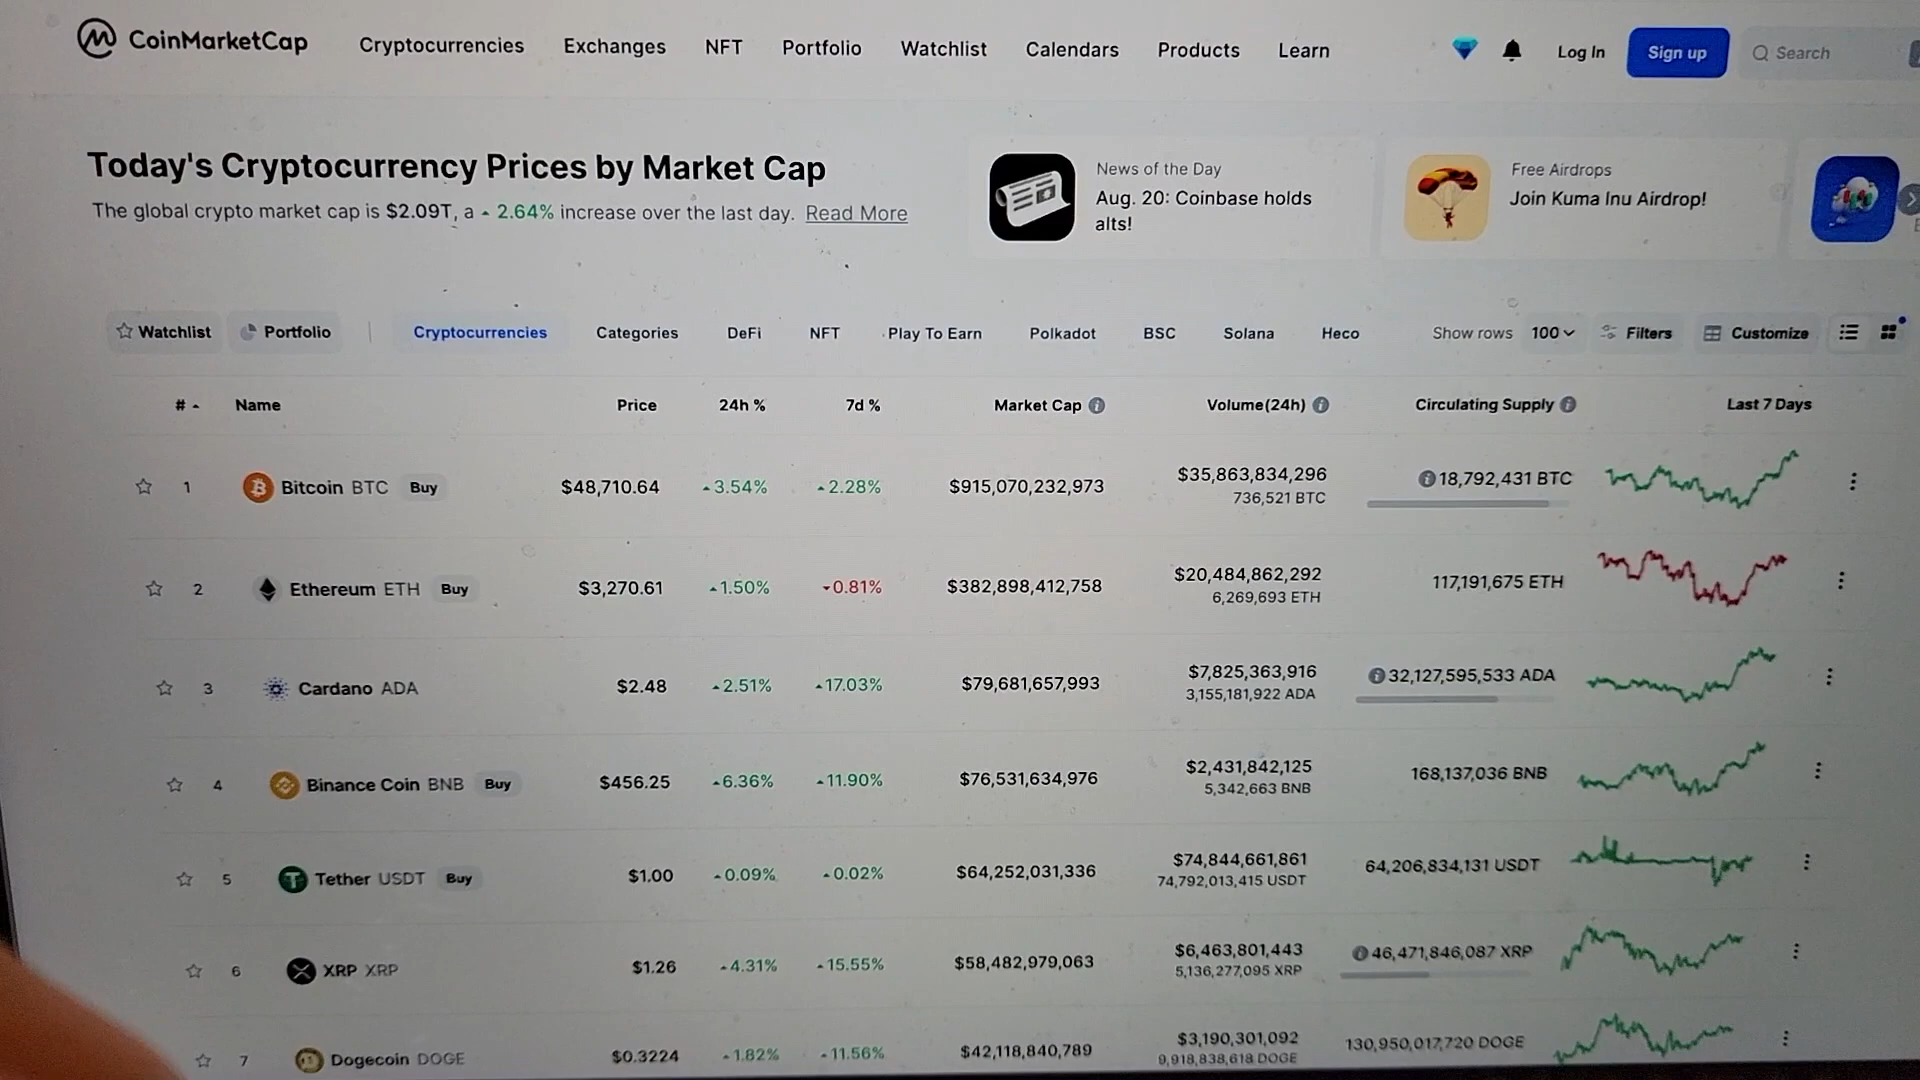 CoinMarketCap Cryptocurrencies Exchanges NFT Portfolio Watchlist Calendars Products Learn Log In Sign up Search
Today's Cryptocurrency Prices by Market Cap
The global crypto market cap is $2.09T, a 2.64% increase over the last day. Read More
News of the Day
Aug. 20: Coinbase holds
alts!
Free Airdrops
Join Kuma Inu Airdrop!
Watchlist Portfolio Cryptocurrencies Categories DeFi NFT Play To Earn Polkadot BSC Solana Heco Show rows 100 Filters Customize
# Name Price 24h % 7d % Market Cap Volume(24h) Circulating Supply Last 7 Days
1 Bitcoin BTC Buy $48,710.64 3.54% 2.28% $915,070,232,973 $35,863,834,296 18,792,431 BTC
736,521 BTC
2 Ethereum ETH Buy $3,270.61 1.50% 0.81% $382,898,412,758 $20,484,862,292 117,191,675 ETH
6,269,693 ETH
3 Cardano ADA $2.48 2.51% 17.03% $79,681,657,993 $7,825,363,916 32,127,595,533 ADA
3,155,181,922 ADA
4 Binance Coin BNB Buy $456.25 6.36% 11.90% $76,531,634,976 $2,431,842,125 168,137,036 BNB
5,342,663 BNB
5 Tether USDT Buy $1.00 0.09% 0.02% $64,252,031,336 $74,844,661,861 64,206,834,131 USDT
74,792,013,415 USDT
6 XRP XRP $1.26 4.31% 15.55% $58,482,979,063 $6,463,801,443 46,471,846,087 XRP
5,136,277,095 XRP
7 Dogecoin DOGE $0.3224 1.82% 11.56% $42,118,840,789 $3,190,301,092 130,950,017,720 DOGE
9,918,838,618 DOGE